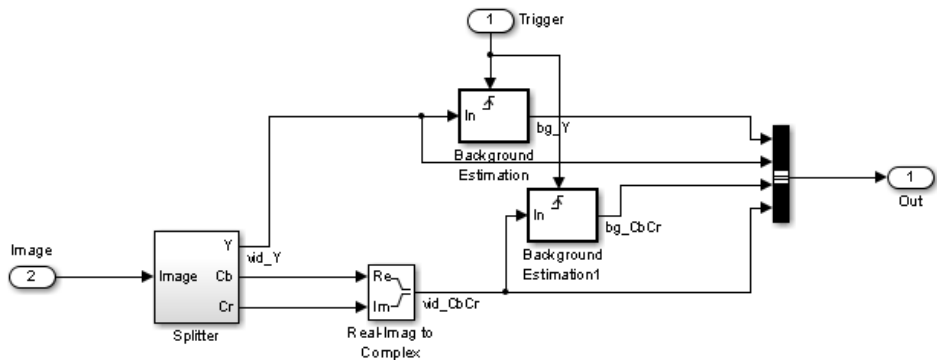 1
Trigger
In
bg_Y
Background
Estimation
1
Out
In
bg_CbCr
Background
Estimation1
Image
2
Image
Y
Cb
Cr
vid_Y
Splitter
Re
Im
vid_CbCr
Real-Imag to
Complex